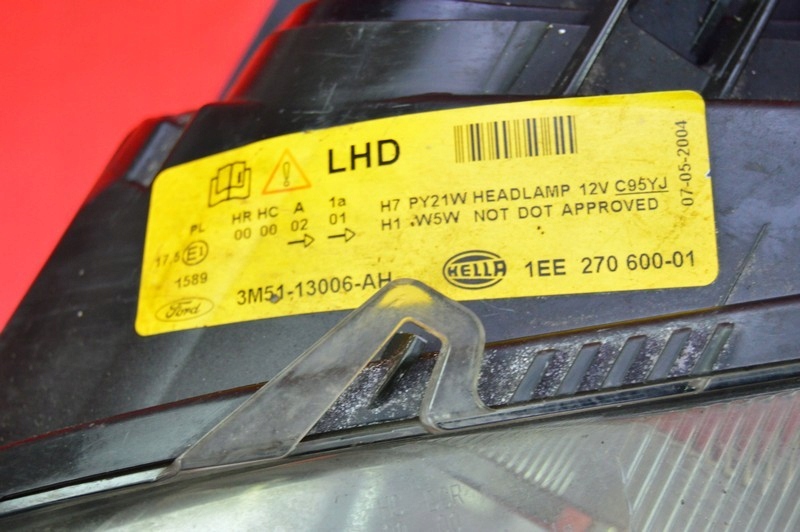 LHD
07-05-2004
PL HR HC A 1a H7 PY21W HEADLAMP 12V C95YJ
17.5 E1 00 00 02 01 H1 W5W NOT DOT APPROVED
1589
Ford 3M51-13006-AH HELLA 1EE 270 600-01